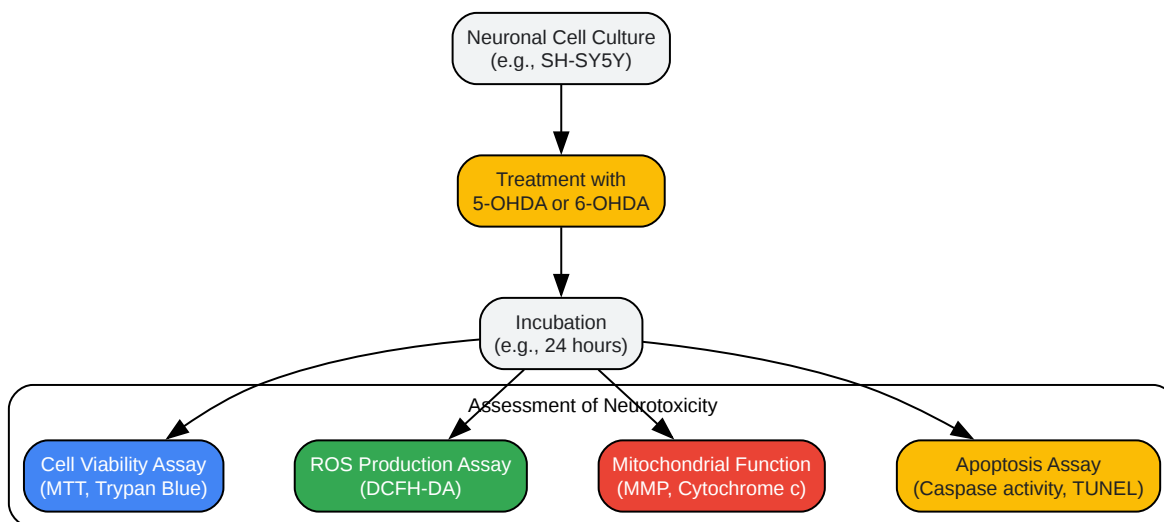 Neuronal Cell Culture
(e.g., SH-SY5Y)
Treatment with
5-OHDA or 6-OHDA
Incubation
(e.g., 24 hours)
Assessment of Neurotoxicity
Cell Viability Assay
(MTT, Trypan Blue)
ROS Production Assay
(DCFH-DA)
Mitochondrial Function
(MMP, Cytochrome c)
Apoptosis Assay
(Caspase activity, TUNEL)